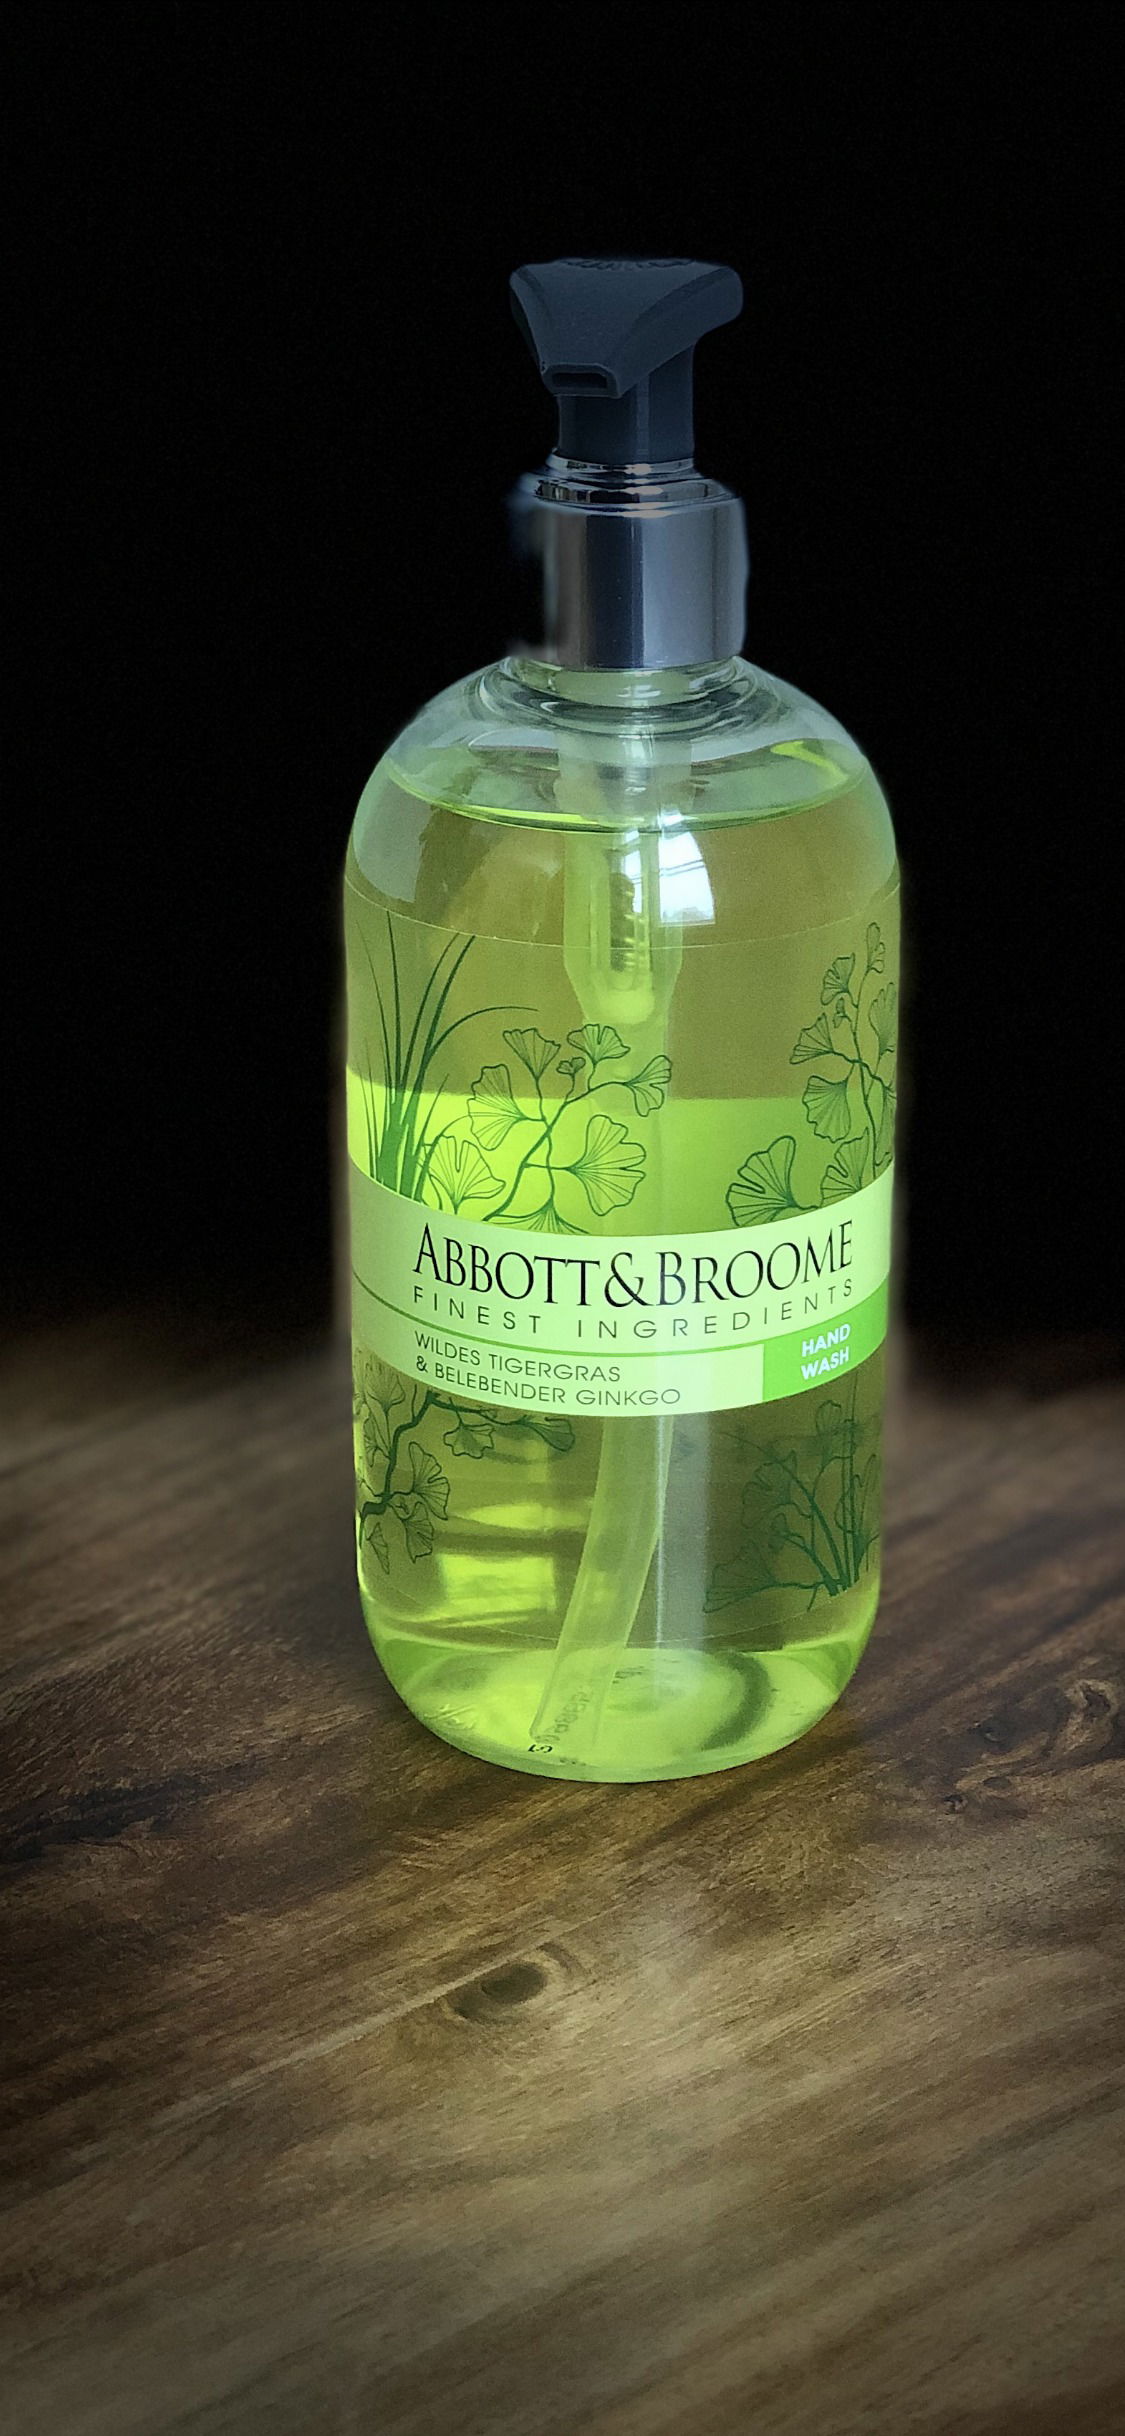 ABBOTT&BROOME
FINEST INGREDIENTS
WILDES TIGERGRAS
& BELEBENDER GINKGO
HAND
WASH